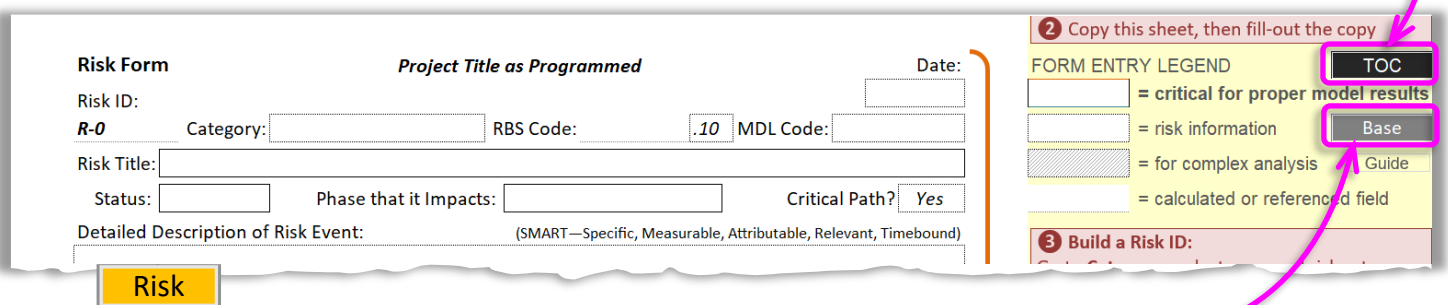 ❷ Copy this sheet, then fill-out the copy
Risk Form Project Title as Programmed Date:
FORM ENTRY LEGEND TOC
Risk ID:
= critical for proper model results
R-0 Category: RBS Code: .10 MDL Code:
= risk information Base
Risk Title:
= for complex analysis Guide
Status: Phase that it Impacts: Critical Path? Yes
= calculated or referenced field
Detailed Description of Risk Event: (SMART—Specific, Measurable, Attributable, Relevant, Timebound)
❸ Build a Risk ID:
Risk